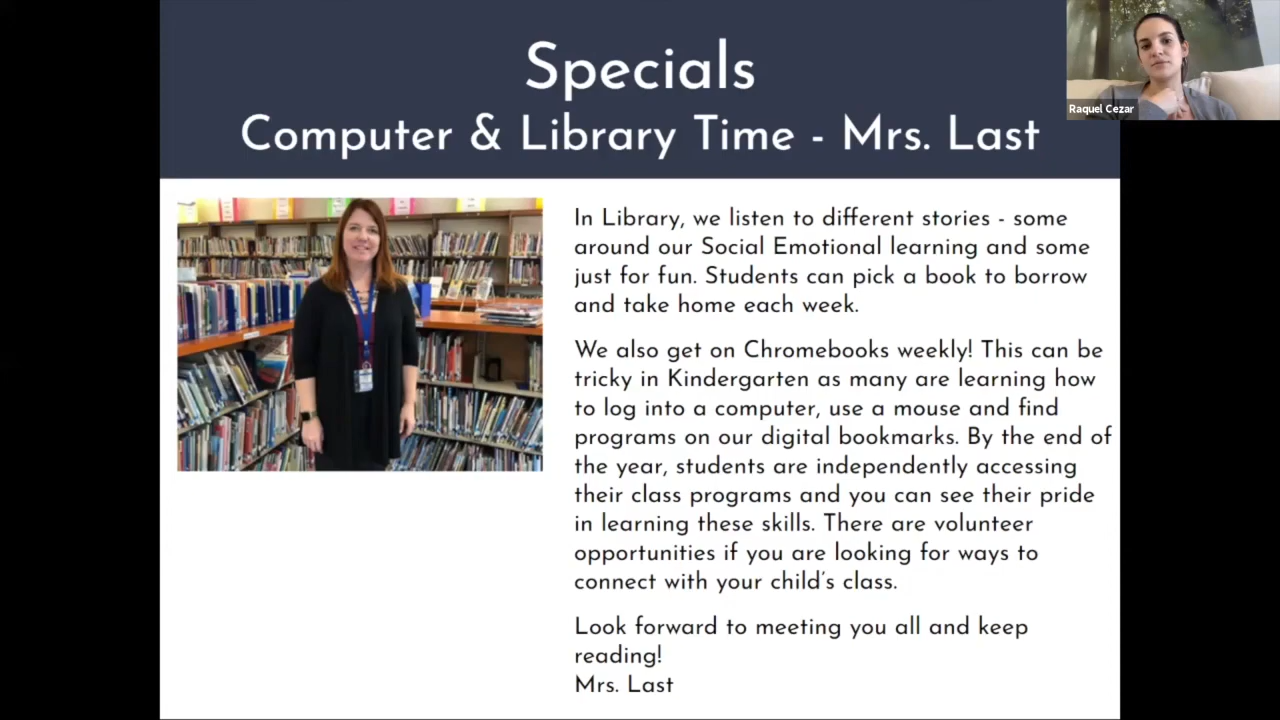 Specials
Computer & Library Time - Mrs. Last
Raquel Cezar
In Library, we listen to different stories - some
around our Social Emotional learning and some
just for fun. Students can pick a book to borrow
and take home each week.
We also get on Chromebooks weekly! This can be
tricky in Kindergarten as many are learning how
to log into a computer, use a mouse and find
programs on our digital bookmarks. By the end of
the year, students are independently accessing
their class programs and you can see their pride
in learning these skills. There are volunteer
opportunities if you are looking for ways to
connect with your child's class.
Look forward to meeting you all and keep
reading!
Mrs. Last